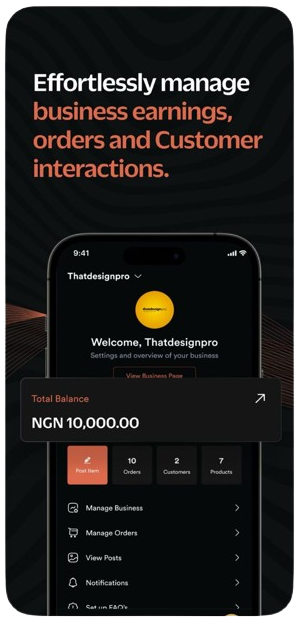 Effortlessly manage
business earnings,
orders and Customer
interactions.
9:41
Thatdesignpro
Welcome, Thatdesignpro
Settings and overview of your business
View Business Page
Total Balance
NGN 10,000.00
Post Item
10
Orders
2
Customers
7
Products
Manage Business
Manage Orders
View Posts
Notifications
Set up FAQ's